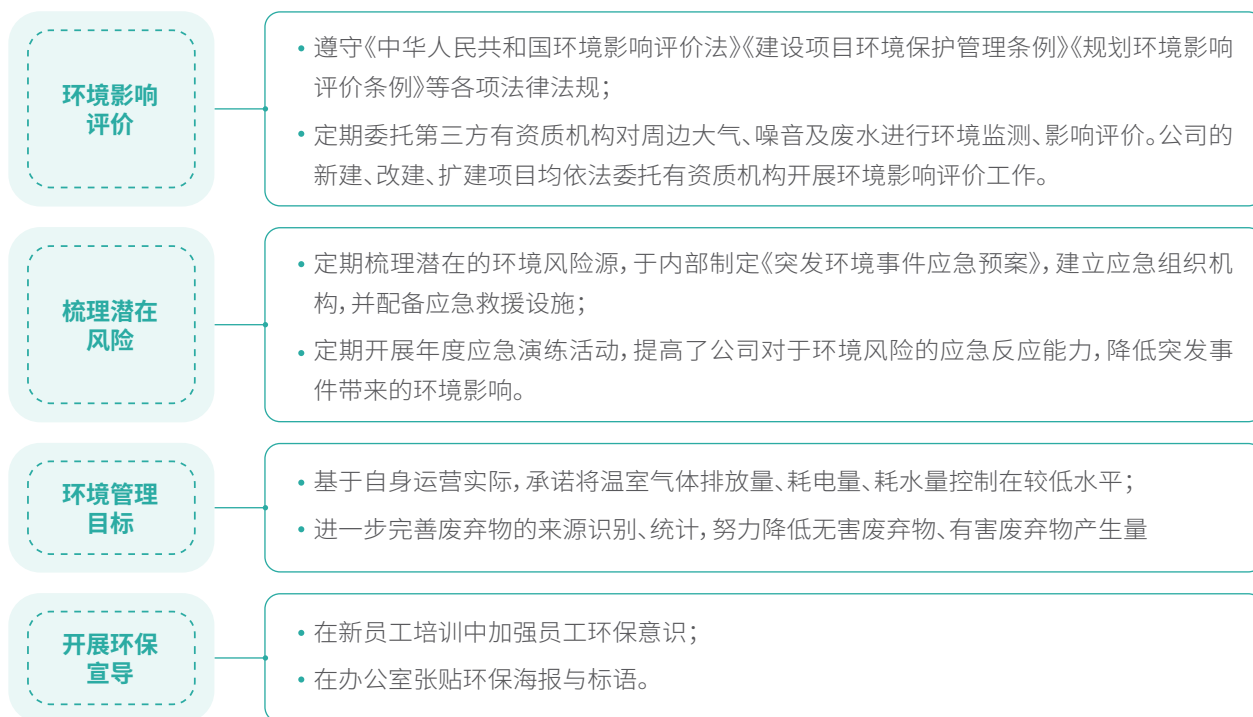 环境影响
评价
• 遵守《中华人民共和国环境影响评价法》《建设项目环境保护管理条例》《规划环境影响
评价条例》等各项法律法规；
• 定期委托第三方有资质机构对周边大气、噪音及废水进行环境监测、影响评价。公司的
新建、改建、扩建项目均依法委托有资质机构开展环境影响评价工作。
梳理潜在
风险
• 定期梳理潜在的环境风险源，于内部制定《突发环境事件应急预案》，建立应急组织机
构，并配备应急救援设施；
• 定期开展年度应急演练活动，提高了公司对于环境风险的应急反应能力，降低突发事
件带来的环境影响。
环境管理
目标
• 基于自身运营实际，承诺将温室气体排放量、耗电量、耗水量控制在较低水平；
• 进一步完善废弃物的来源识别、统计，努力降低无害废弃物、有害废弃物产生量
开展环保
宣导
• 在新员工培训中加强员工环保意识；
• 在办公室张贴环保海报与标语。